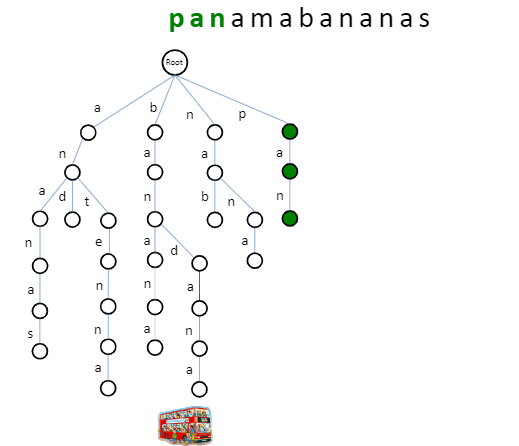 panamabananas
Root
a b n p
n a a a
a d t n b n n
n e a d a
a n n a
s n a n
a a